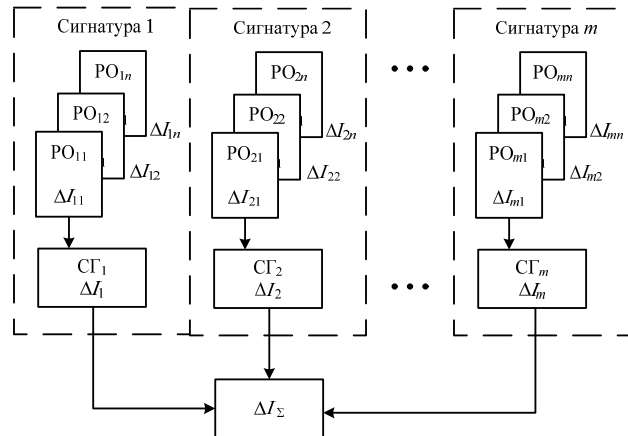 Сигнатура 1
Сигнатура 2
Сигнатура m
• • •
РО₁ₙ
РО₂ₙ
РОₘₙ
РО₁₂
РО₂₂
РОₘ₂
ΔI₁ₙ
ΔI₂ₙ
ΔIₘₙ
РО₁₁
РО₂₁
РОₘ₁
ΔI₁₂
ΔI₂₂
ΔIₘ₂
ΔI₁₁
ΔI₂₁
ΔIₘ₁
СГ₁
СГ₂
СГₘ
ΔI₁
ΔI₂
• • •
ΔIₘ
ΔI_Σ